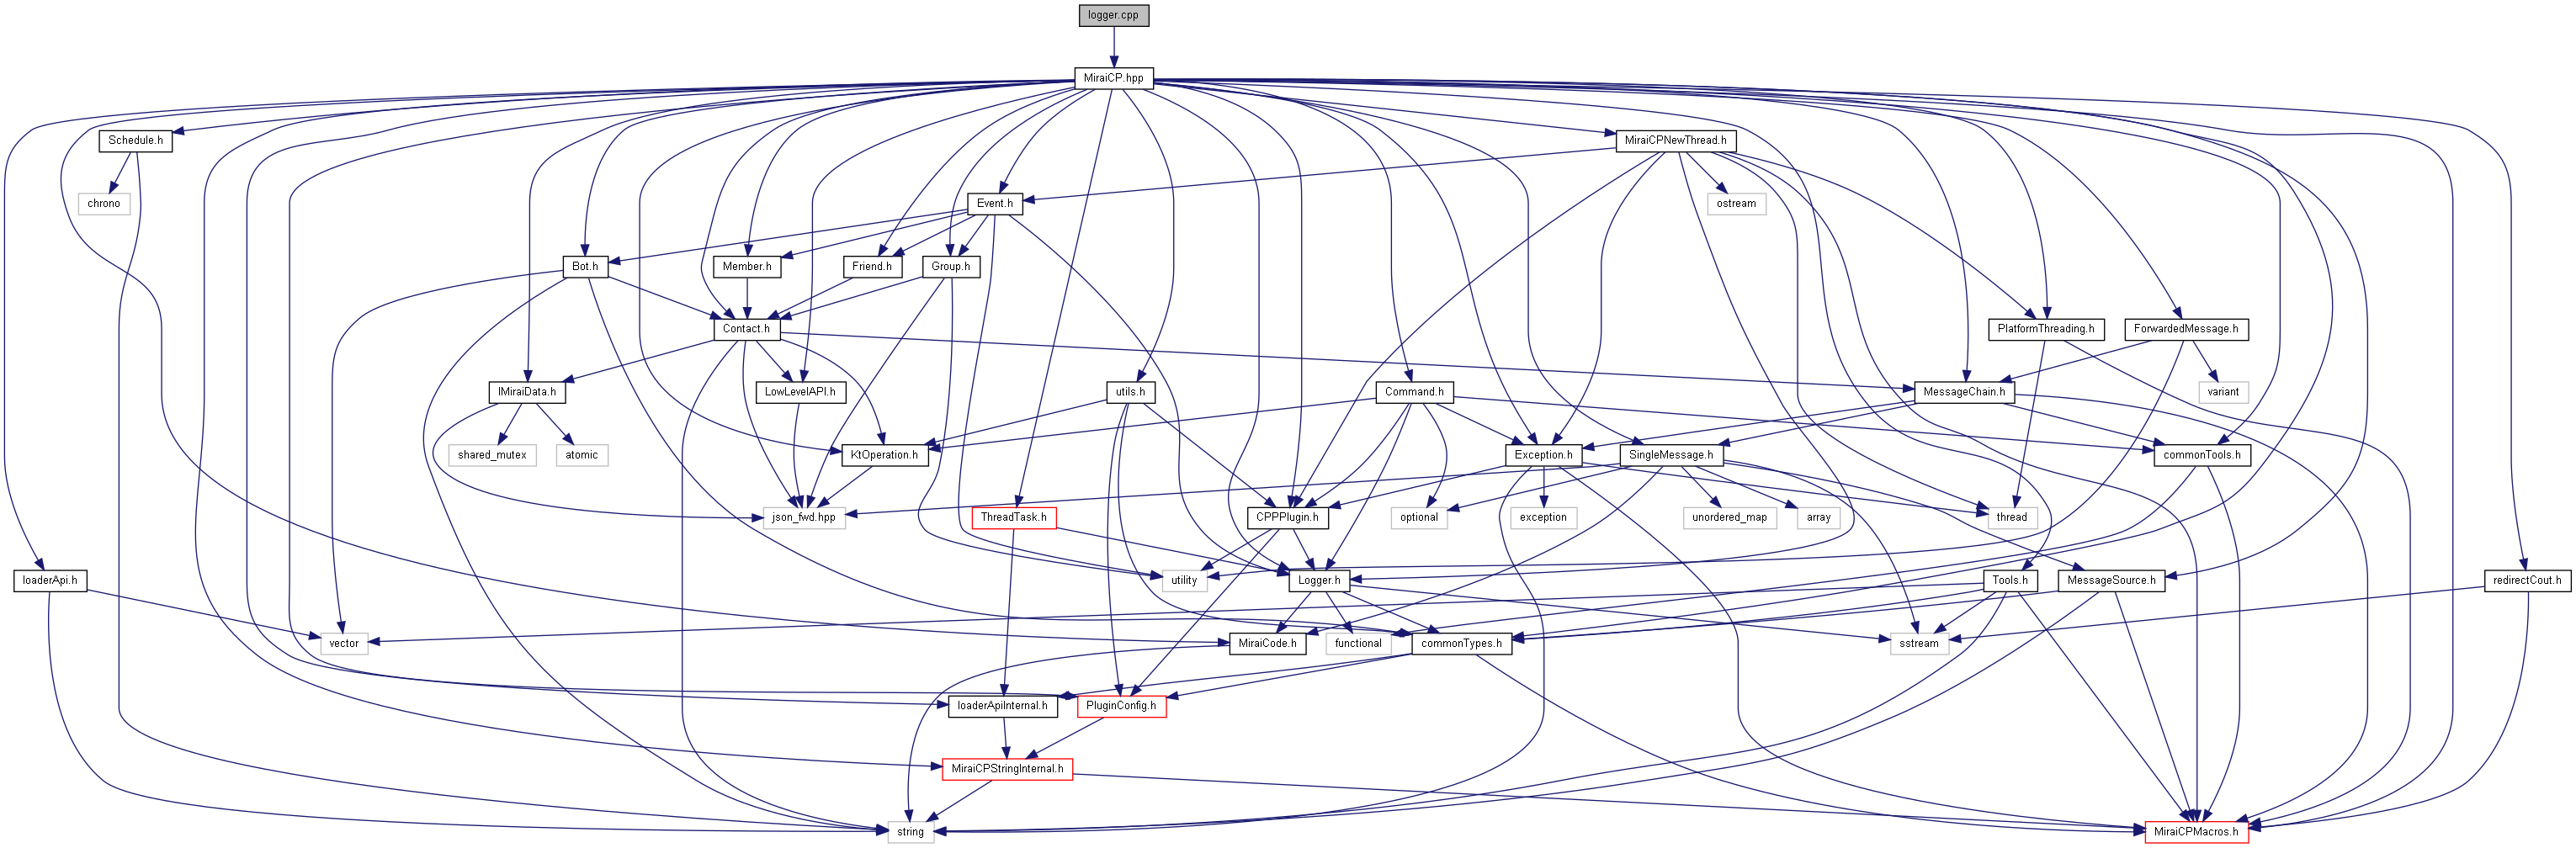 logger.cpp
MiraiCP.hpp
Schedule.h
MiraiCPNewThread.h
chrono
Event.h
ostream
Bot.h
Member.h
Friend.h
Group.h
Contact.h
PlatformThreading.h
ForwardedMessage.h
IMiraiData.h
LowLevelAPI.h
utils.h
Command.h
MessageChain.h
variant
shared_mutex
atomic
KtOperation.h
Exception.h
SingleMessage.h
commonTools.h
json_fwd.hpp
ThreadTask.h
CPPPlugin.h
optional
exception
unordered_map
array
thread
loaderApi.h
utility
Logger.h
Tools.h
MessageSource.h
redirectCout.h
vector
MiraiCode.h
functional
commonTypes.h
sstream
loaderApiInternal.h
PluginConfig.h
MiraiCPStringInternal.h
string
MiraiCPMacros.h